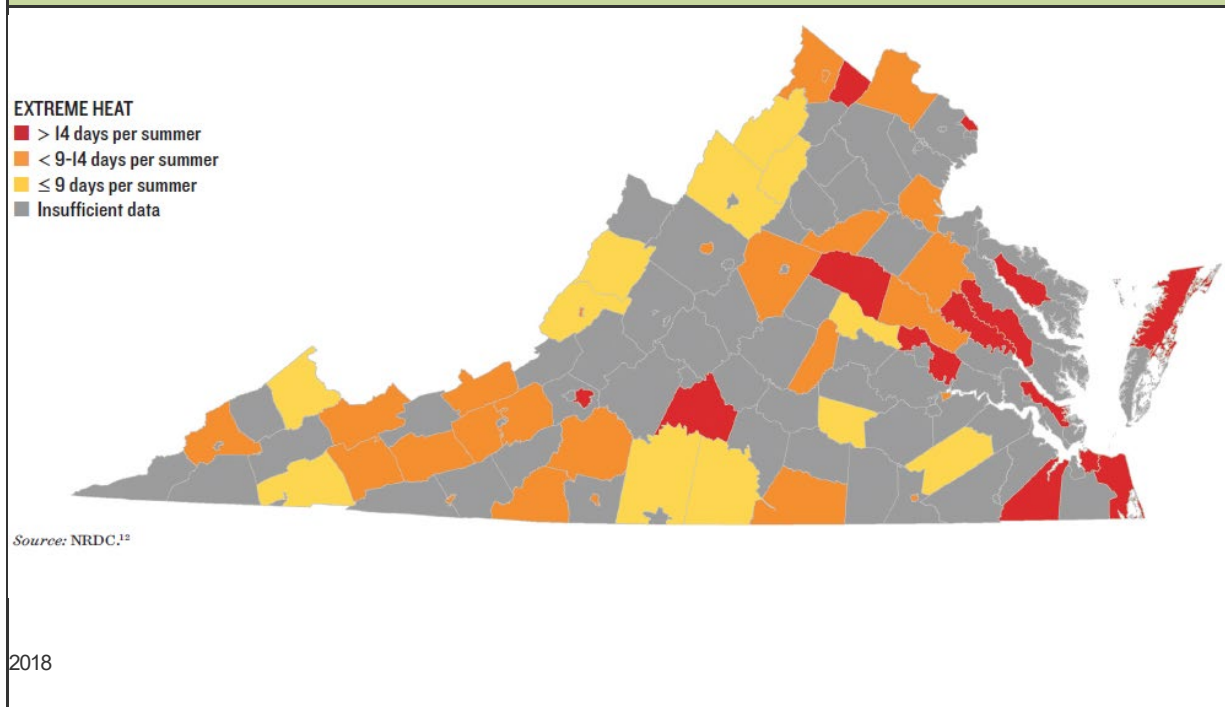 EXTREME HEAT
> 14 days per summer
< 9-14 days per summer
≤ 9 days per summer
Insufficient data
Source: NRDC.¹²
2018